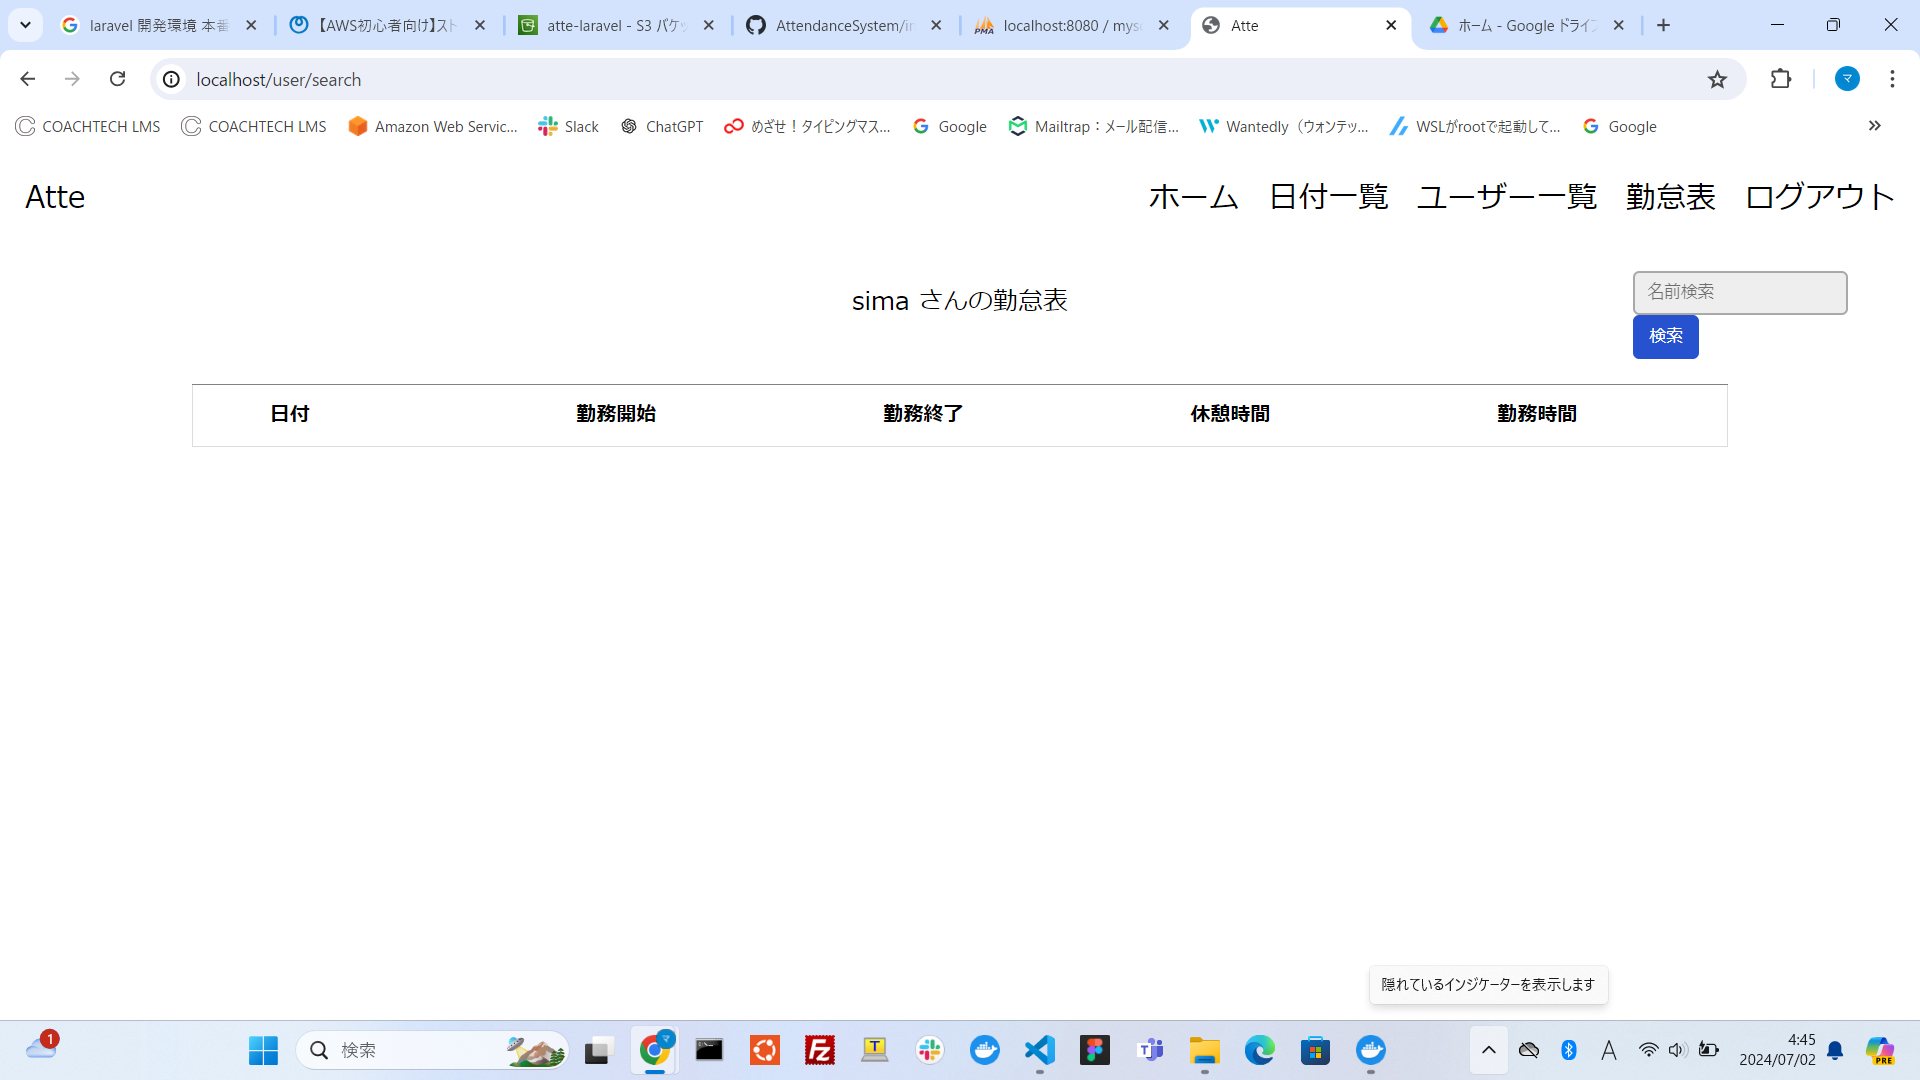 laravel 開発環境 本番
【AWS初心者向け】スト
atte-laravel - S3 バケッ
AttendanceSystem/in
localhost:8080 / mys
Atte
ホーム - Google ドライブ
localhost/user/search
COACHTECH LMS
COACHTECH LMS
Amazon Web Servic...
Slack
ChatGPT
めざせ！タイピングマス...
Google
Mailtrap：メール配信...
Wantedly（ウォンテッ...
WSLがrootで起動して...
Google
Atte
ホーム 日付一覧 ユーザー一覧 勤怠表 ログアウト
sima さんの勤怠表
名前検索
検索
日付 勤務開始 勤務終了 休憩時間 勤務時間
隠れているインジケーターを表示します
1
検索
マ
A
4:45
2024/07/02
PRE